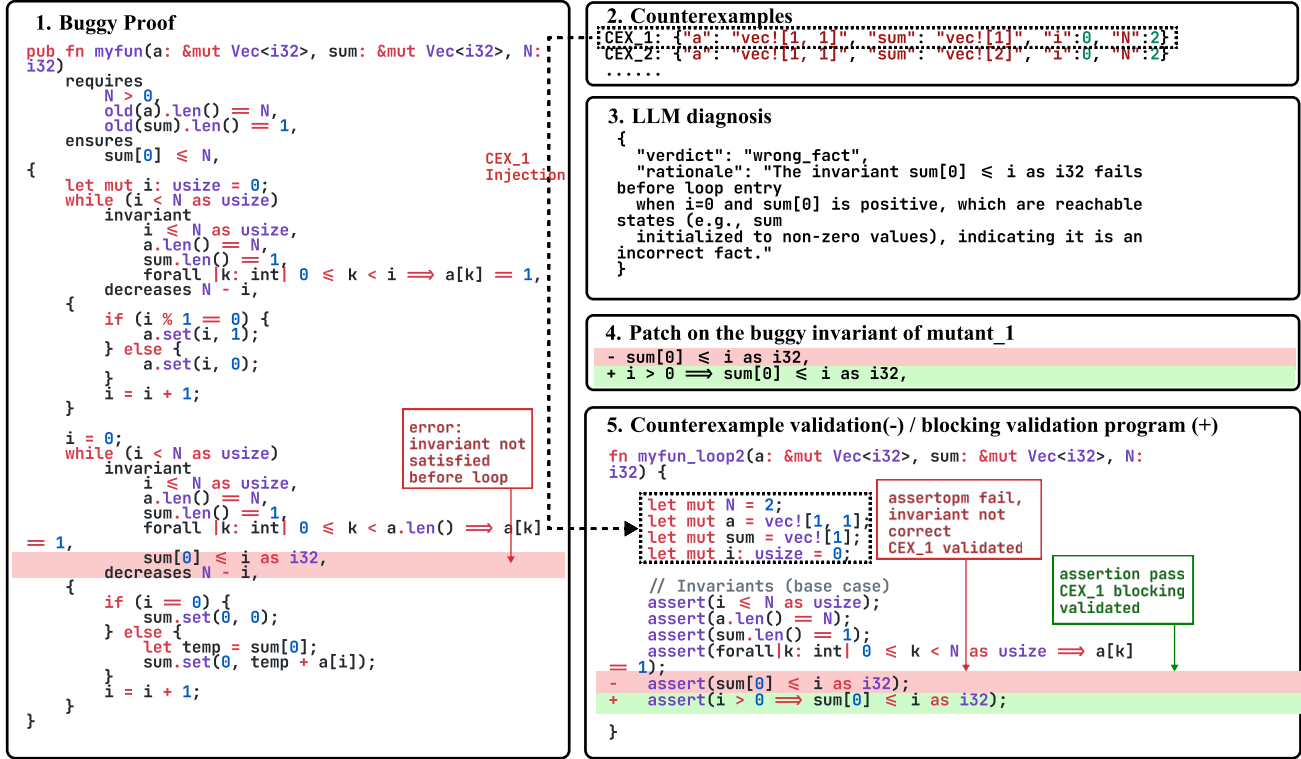 1. Buggy Proof
pub fn myfun(a: &mut Vec<i32>, sum: &mut Vec<i32>, N:
i32)
    requires
        N > 0,
        old(a).len() == N,
        old(sum).len() == 1,
    ensures
        sum[0] ⩽ N,
{
    let mut i: usize = 0;
    while (i < N as usize)
        invariant
            i ⩽ N as usize,
            a.len() == N,
            sum.len() == 1,
            forall |k: int| 0 ⩽ k < i ⟹ a[k] == 1,
        decreases N - i,
    {
        if (i % 1 == 0) {
            a.set(i, 1);
        } else {
            a.set(i, 0);
        }
        i = i + 1;
    }
    i = 0;
    while (i < N as usize)
        invariant
            i ⩽ N as usize,
            a.len() == N,
            sum.len() == 1,
            forall |k: int| 0 ⩽ k < a.len() ⟹ a[k]
== 1,
            sum[0] ⩽ i as i32,
        decreases N - i,
    {
        if (i == 0) {
            sum.set(0, 0);
        } else {
            let temp = sum[0];
            sum.set(0, temp + a[i]);
        }
        i = i + 1;
    }
}
CEX_1
Injection
error:
invariant not
satisfied
before loop
2. Counterexamples
CEX_1: {"a": "vec![1, 1]", "sum": "vec![1]", "i":0, "N":2}
CEX_2: {"a": "vec![1, 1]", "sum": "vec![2]", "i":0, "N":2}
......
3. LLM diagnosis
{
  "verdict": "wrong_fact",
  "rationale": "The invariant sum[0] ⩽ i as i32 fails
before loop entry
  when i=0 and sum[0] is positive, which are reachable
states (e.g., sum
  initialized to non-zero values), indicating it is an
incorrect fact."
}
4. Patch on the buggy invariant of mutant_1
- sum[0] ⩽ i as i32,
+ i > 0 ⟹ sum[0] ⩽ i as i32,
5. Counterexample validation(-) / blocking validation program (+)
fn myfun_loop2(a: &mut Vec<i32>, sum: &mut Vec<i32>, N:
i32) {
    let mut N = 2;
    let mut a = vec![1, 1];
    let mut sum = vec![1];
    let mut i: usize = 0;
    // Invariants (base case)
    assert(i ⩽ N as usize);
    assert(a.len() == N);
    assert(sum.len() == 1);
    assert(forall|k: int| 0 ⩽ k < N as usize ⟹ a[k]
== 1);
-   assert(sum[0] ⩽ i as i32);
+   assert(i > 0 ⟹ sum[0] ⩽ i as i32);
}
assertopm fail,
invariant not
correct
CEX_1 validated
assertion pass
CEX_1 blocking
validated